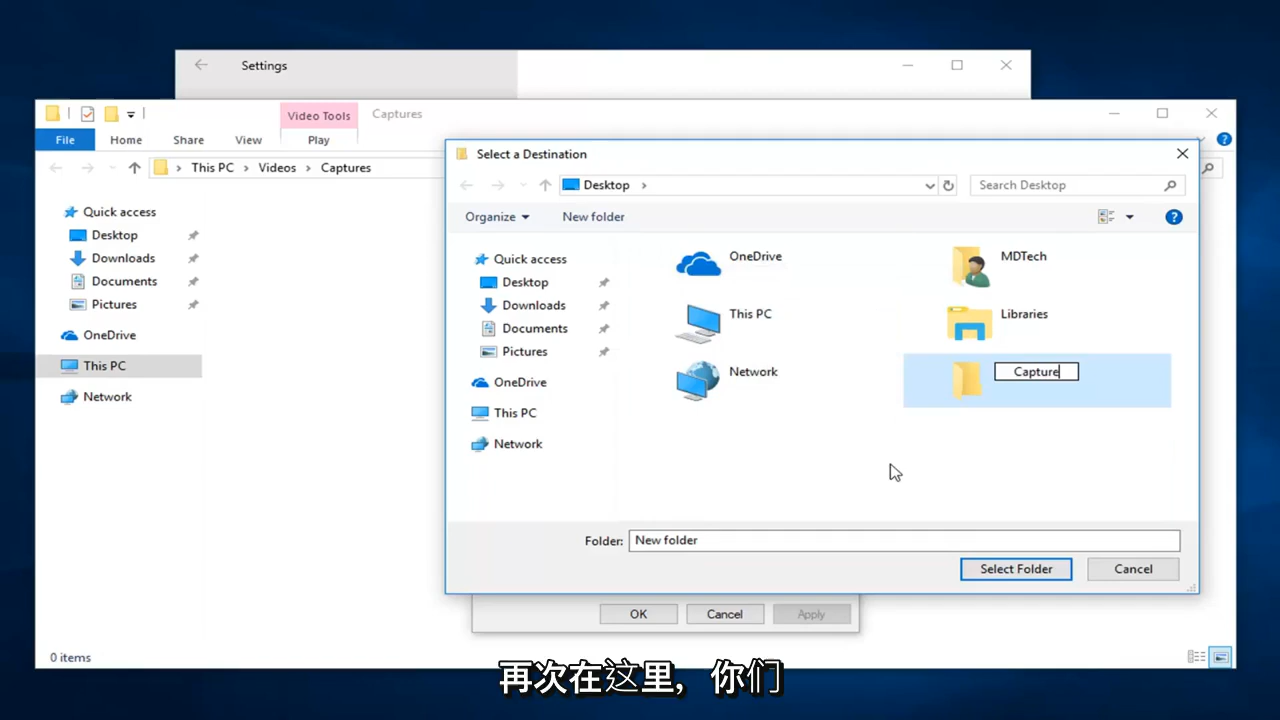 Settings
Video Tools
Captures
File
Home
Share
View
Play
This PC
Videos
Captures
Quick access
Desktop
Downloads
Documents
Pictures
OneDrive
This PC
Network
0 items
Select a Destination
Desktop
Search Desktop
Organize
New folder
Quick access
Desktop
Downloads
Documents
Pictures
OneDrive
This PC
Network
OneDrive
MDTech
This PC
Libraries
Network
Capture
Folder: New folder
Select Folder
Cancel
OK
Cancel
Apply
再次在这里，你们